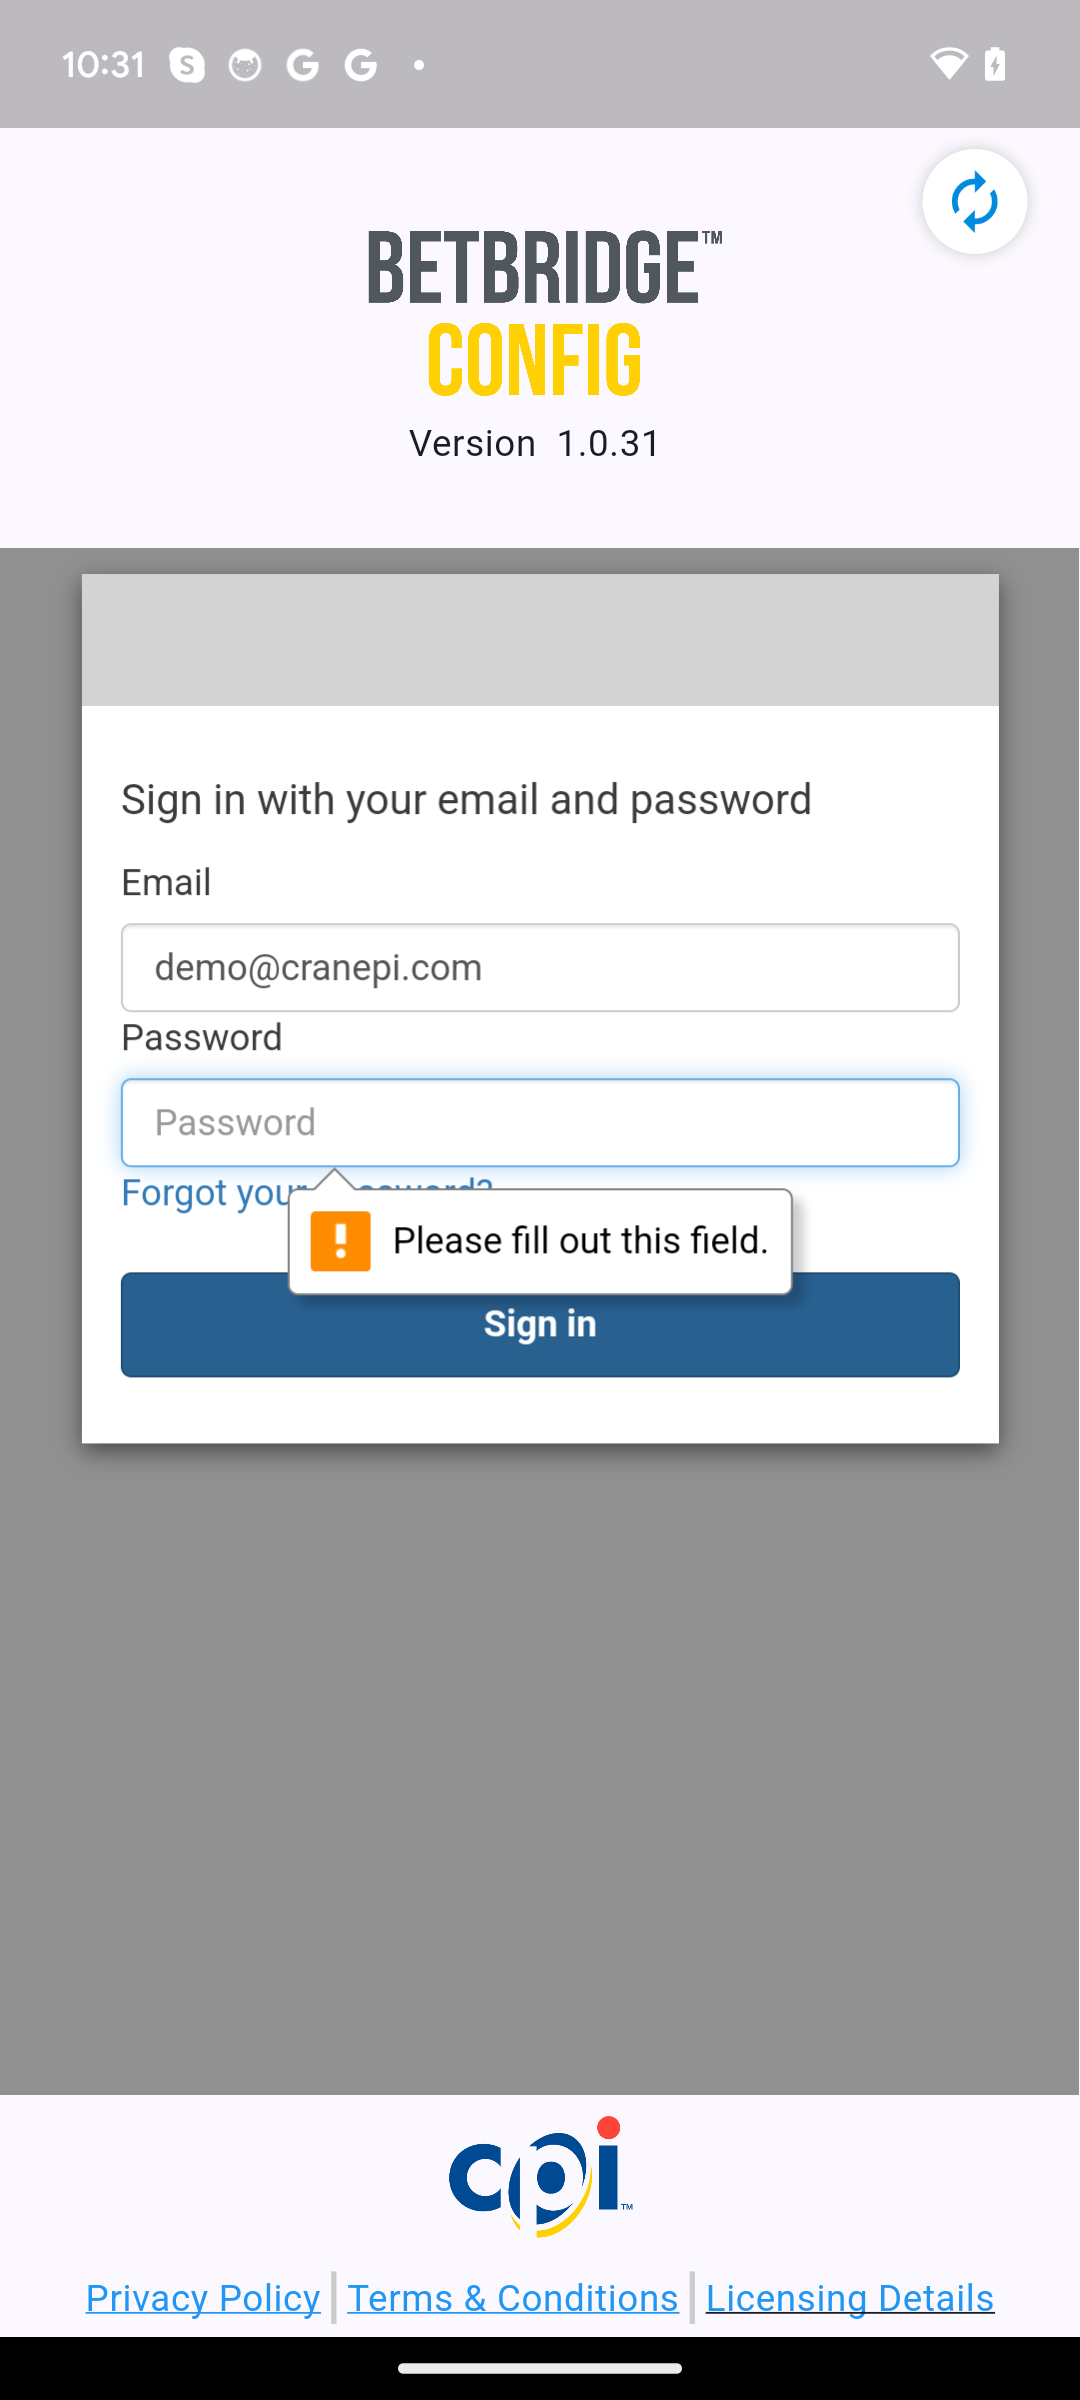 10:31
BETBRIDGE™
CONFIG
Version 1.0.31
Sign in with your email and password
Email
demo@cranepi.com
Password
Password
Forgot your password?
Please fill out this field.
Sign in
cpi™
Privacy Policy
Terms & Conditions
Licensing Details